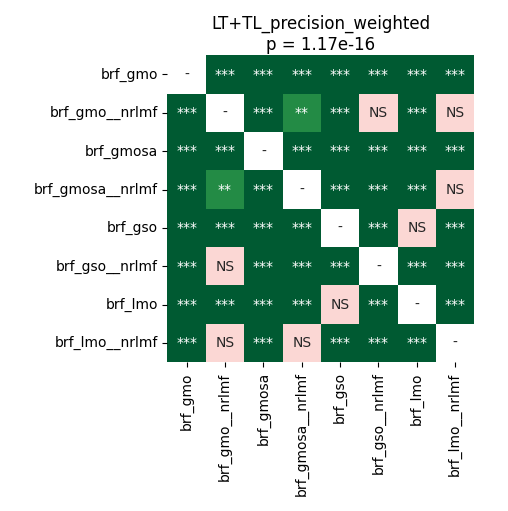 LT+TL_precision_weighted
p = 1.17e-16
brf_gmo - *** *** *** *** *** *** ***
brf_gmo__nrlmf *** - *** ** *** NS *** NS
brf_gmosa *** *** - *** *** *** *** ***
brf_gmosa__nrlmf *** ** *** - *** *** *** NS
brf_gso *** *** *** *** - *** NS ***
brf_gso__nrlmf *** NS *** *** *** - *** ***
brf_lmo *** *** *** *** NS *** - ***
brf_lmo__nrlmf *** NS *** NS *** *** *** -
brf_gmo
brf_gmo__nrlmf
brf_gmosa
brf_gmosa__nrlmf
brf_gso
brf_gso__nrlmf
brf_lmo
brf_lmo__nrlmf